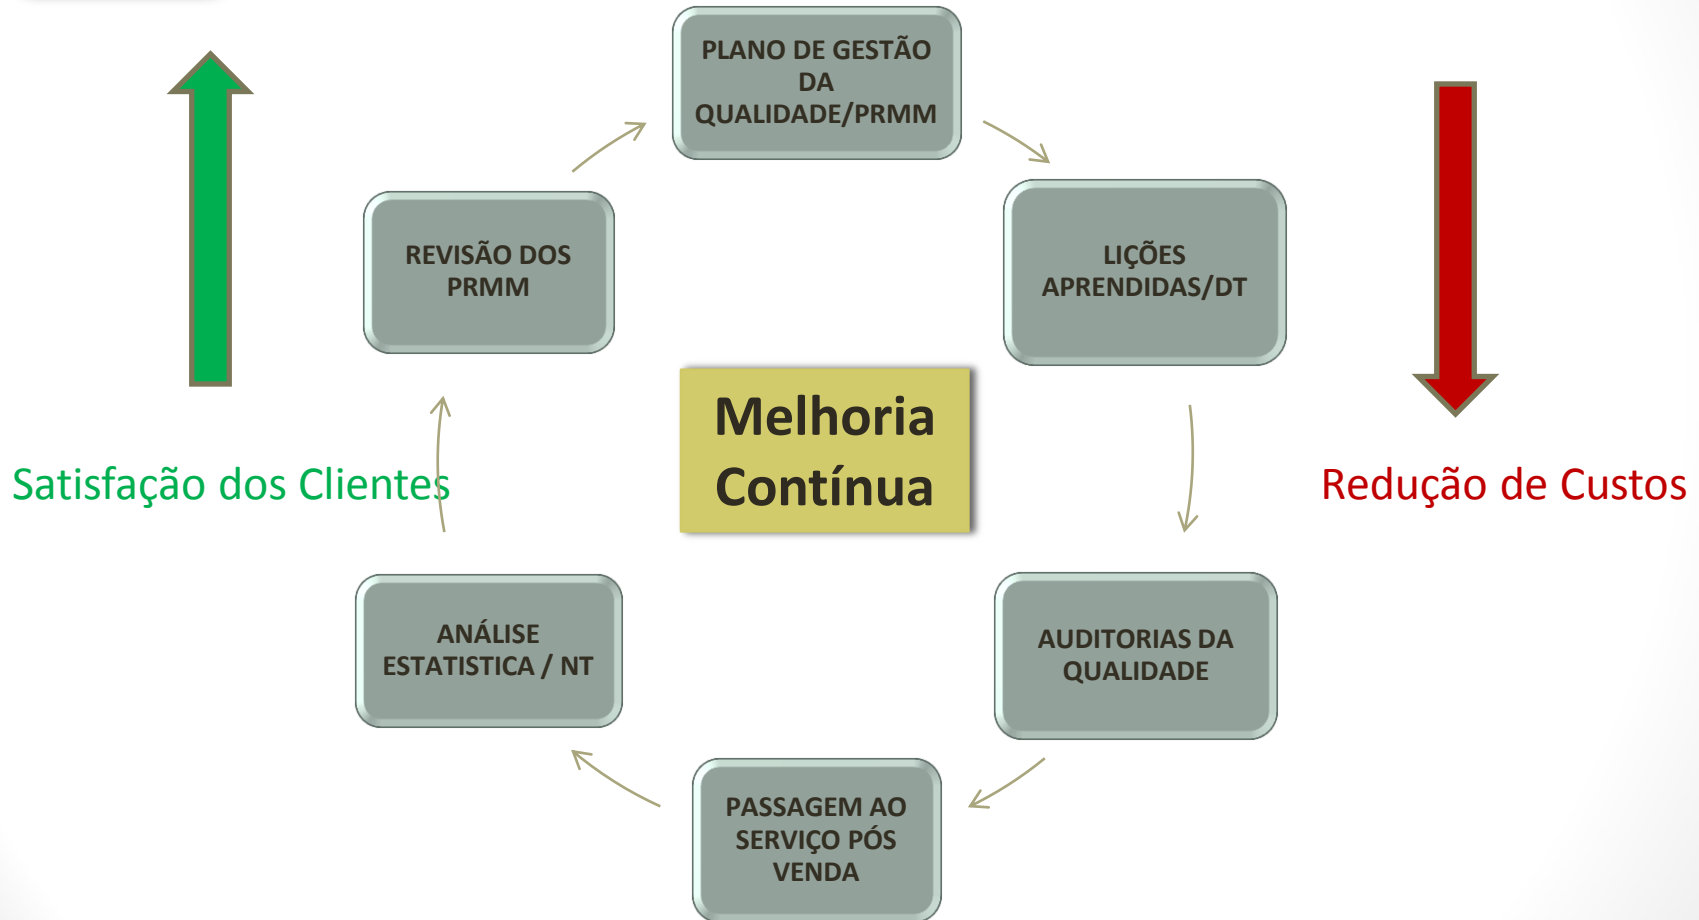 PLANO DE GESTÃO
DA
QUALIDADE/PRMM
LIÇÕES
APRENDIDAS/DT
AUDITORIAS DA
QUALIDADE
PASSAGEM AO
SERVIÇO PÓS
VENDA
ANÁLISE
ESTATISTICA / NT
REVISÃO DOS
PRMM
Melhoria
Contínua
Satisfação dos Clientes
Redução de Custos